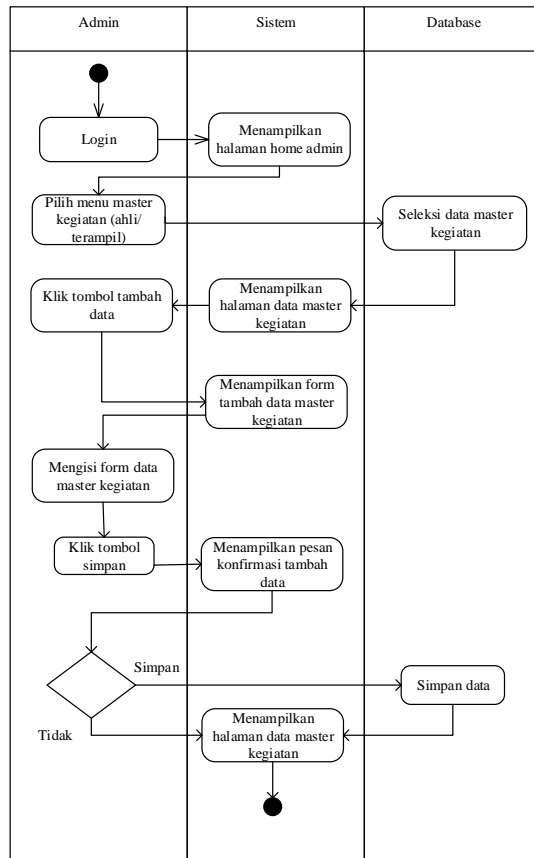 Admin
Sistem
Database
Login
Menampilkan
halaman home admin
Pilih menu master
kegiatan (ahli/
terampil)
Seleksi data master
kegiatan
Klik tombol tambah
data
Menampilkan
halaman data master
kegiatan
Menampilkan form
tambah data master
kegiatan
Mengisi form data
master kegiatan
Klik tombol
simpan
Menampilkan pesan
konfirmasi tambah
data
Simpan
Simpan data
Tidak
Menampilkan
halaman data master
kegiatan